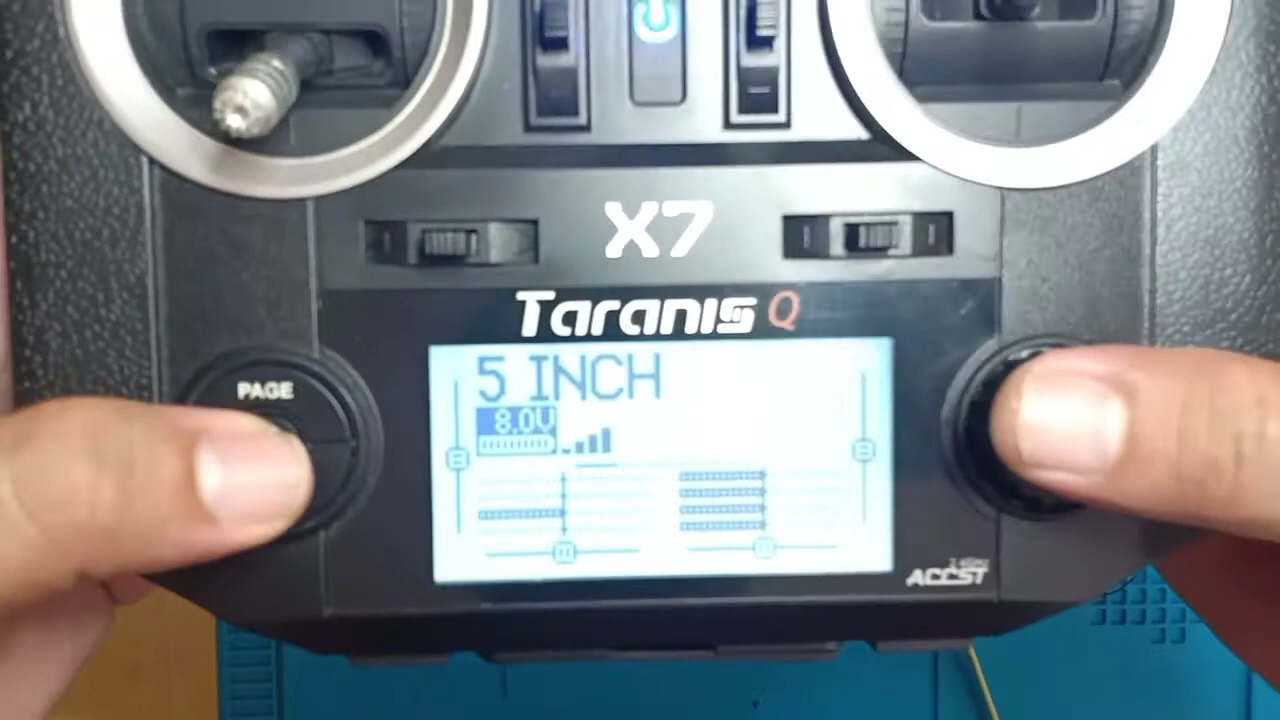 X7
Taranis Q
PAGE
5 INCH
8.0V
ACCST